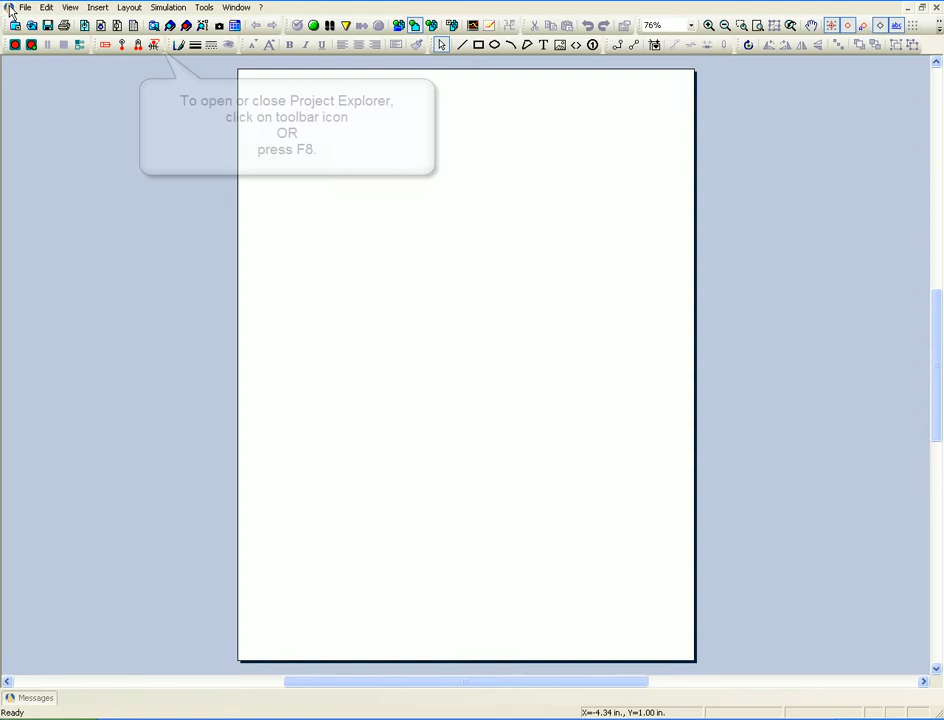 File Edit View Insert Layout Simulation Tools Window ?
76%
To open or close Project Explorer,
click on toolbar icon
OR
press F8.
Messages
Ready X=-4.34 in., Y=1.00 in.